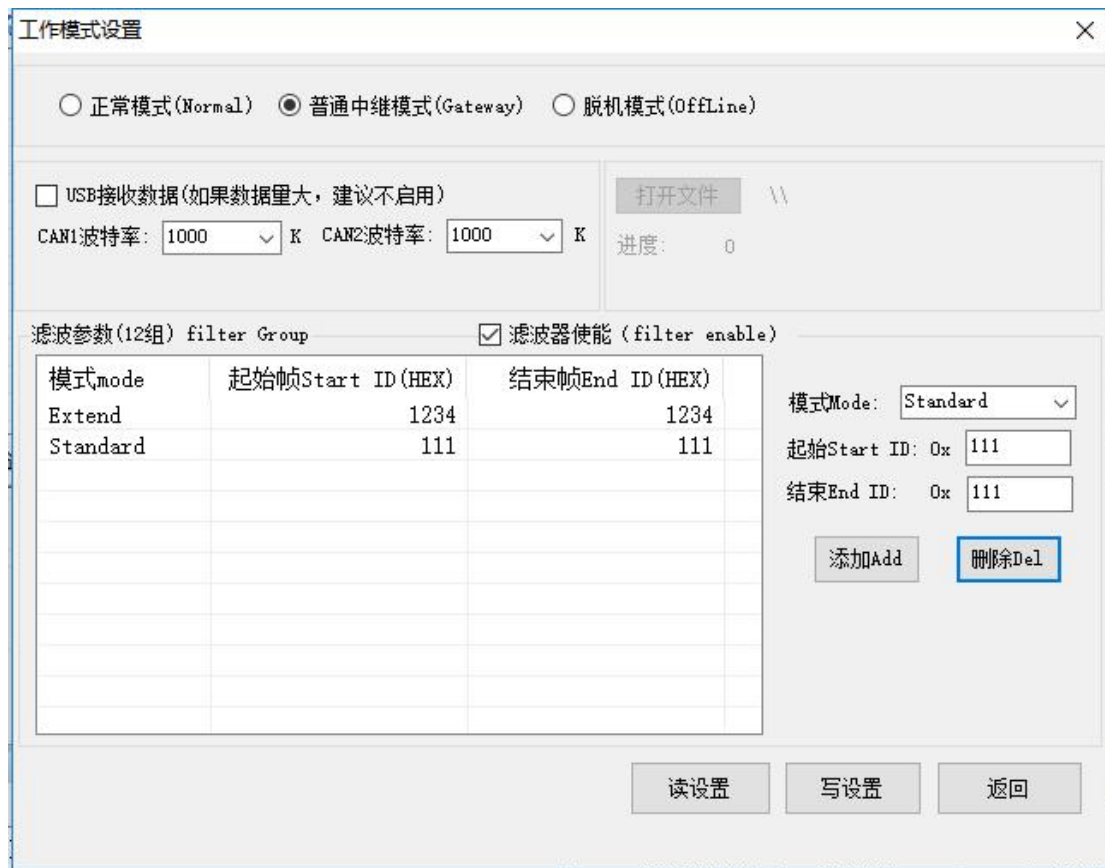 工作模式设置
正常模式(Normal) 普通中继模式(Gateway) 脱机模式(OffLine)
USB接收数据(如果数据量大，建议不启用)
CAN1波特率: 1000 K CAN2波特率: 1000 K
打开文件 \\
进度: 0
滤波参数(12组) filter Group 滤波器使能 (filter enable)
模式mode 起始帧Start ID(HEX) 结束帧End ID(HEX)
Extend 1234 1234
Standard 111 111
模式Mode: Standard
起始Start ID: 0x 111
结束End ID: 0x 111
添加Add 删除Del
读设置 写设置 返回